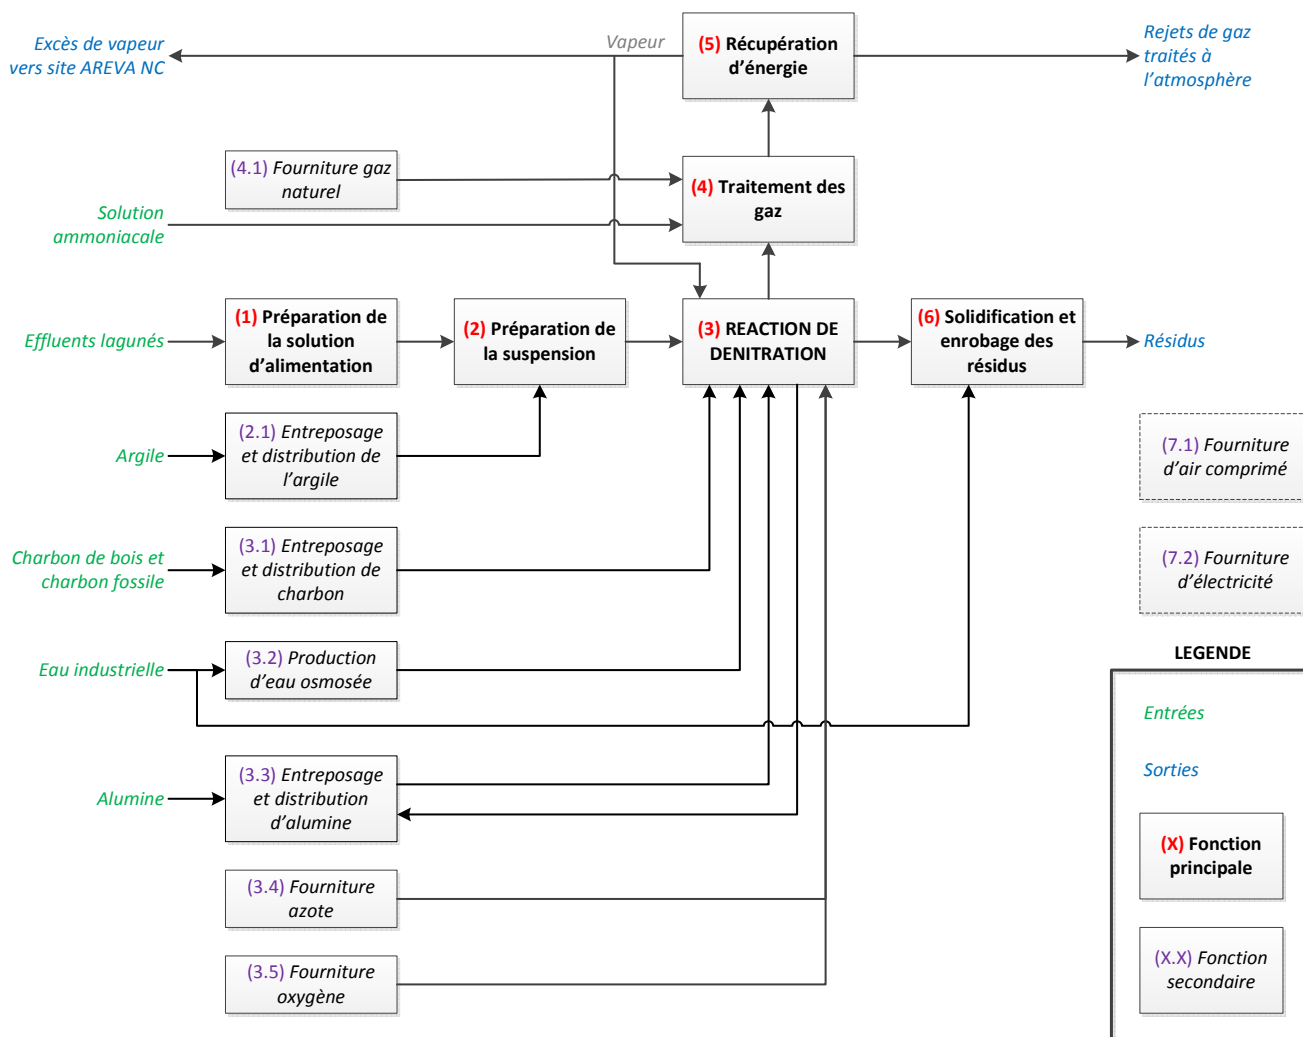 Excès de vapeur
vers site AREVA NC
Vapeur
(5) Récupération
d'énergie
Rejets de gaz
traités à
l'atmosphère
(4.1) Fourniture gaz
naturel
(4) Traitement des
gaz
Solution
ammoniacale
Effluents lagunés
(1) Préparation de
la solution
d'alimentation
(2) Préparation de
la suspension
(3) REACTION DE
DENITRATION
(6) Solidification et
enrobage des
résidus
Résidus
Argile
(2.1) Entreposage
et distribution de
l'argile
(7.1) Fourniture
d'air comprimé
Charbon de bois et
charbon fossile
(3.1) Entreposage
et distribution de
charbon
(7.2) Fourniture
d'électricité
Eau industrielle
(3.2) Production
d'eau osmosée
LEGENDE
Entrées
Sorties
Alumine
(3.3) Entreposage
et distribution
d'alumine
(X) Fonction
principale
(3.4) Fourniture
azote
(3.5) Fourniture
oxygène
(X.X) Fonction
secondaire